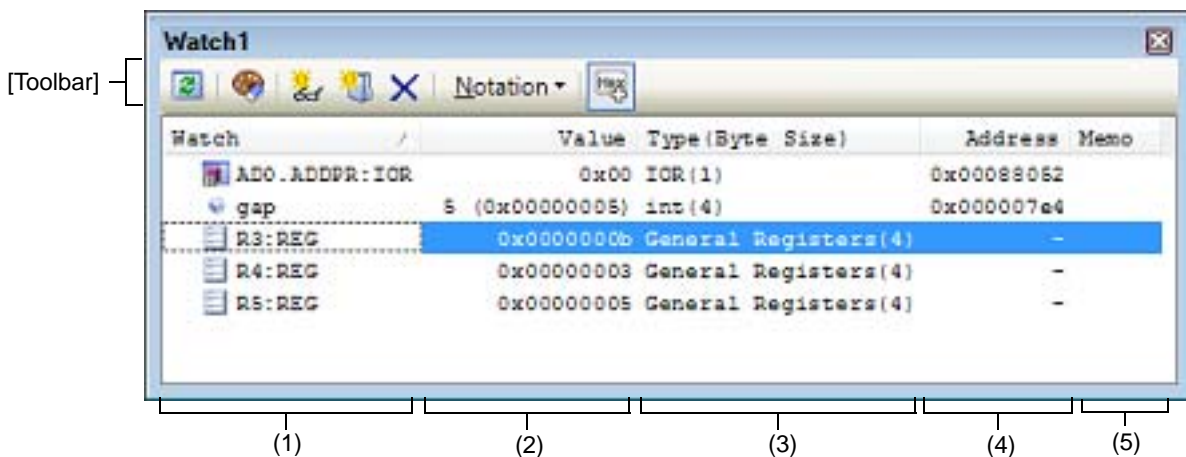 Watch1
[Toolbar]
Notation
Hex
Watch Value Type(Byte Size) Address Memo
AD0.ADDPR:IOR 0x00 IOR(1) 0x00088052
gap 5 (0x00000005) int(4) 0x000007e4
R3:REG 0x0000000b General Registers(4) -
R4:REG 0x00000003 General Registers(4) -
R5:REG 0x00000005 General Registers(4) -
(1) (2) (3) (4) (5)